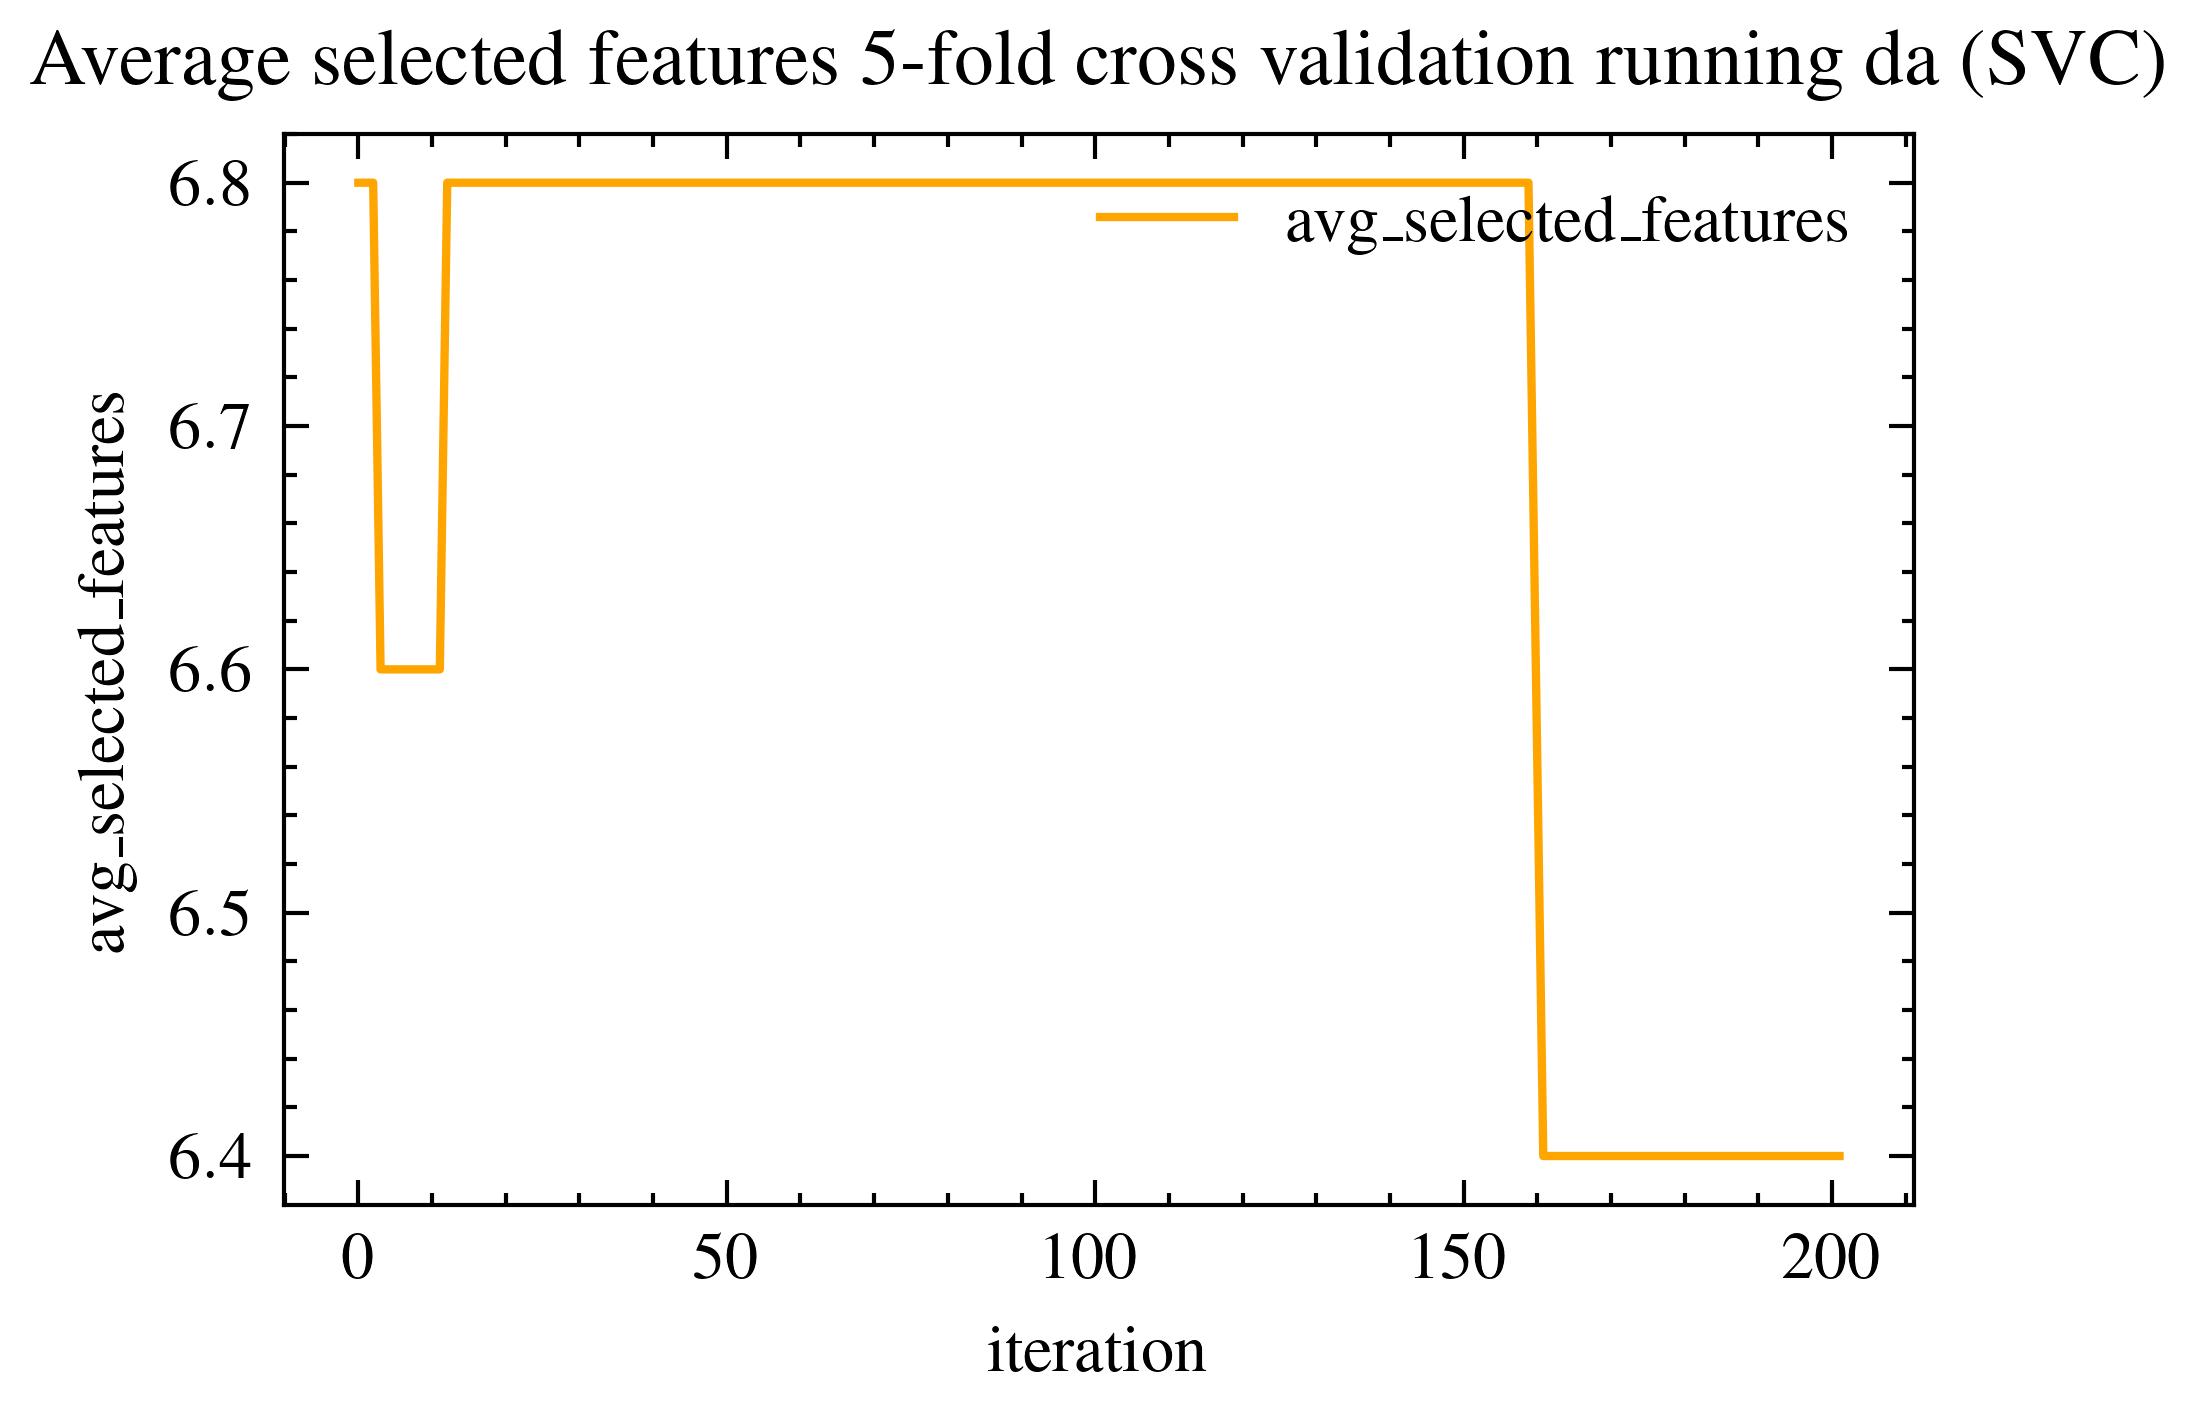 Average selected features 5-fold cross validation running da (SVC)
avg_selected_features
6.8
6.7
6.6
6.5
6.4
avg_selected_features
0 50 100 150 200
iteration